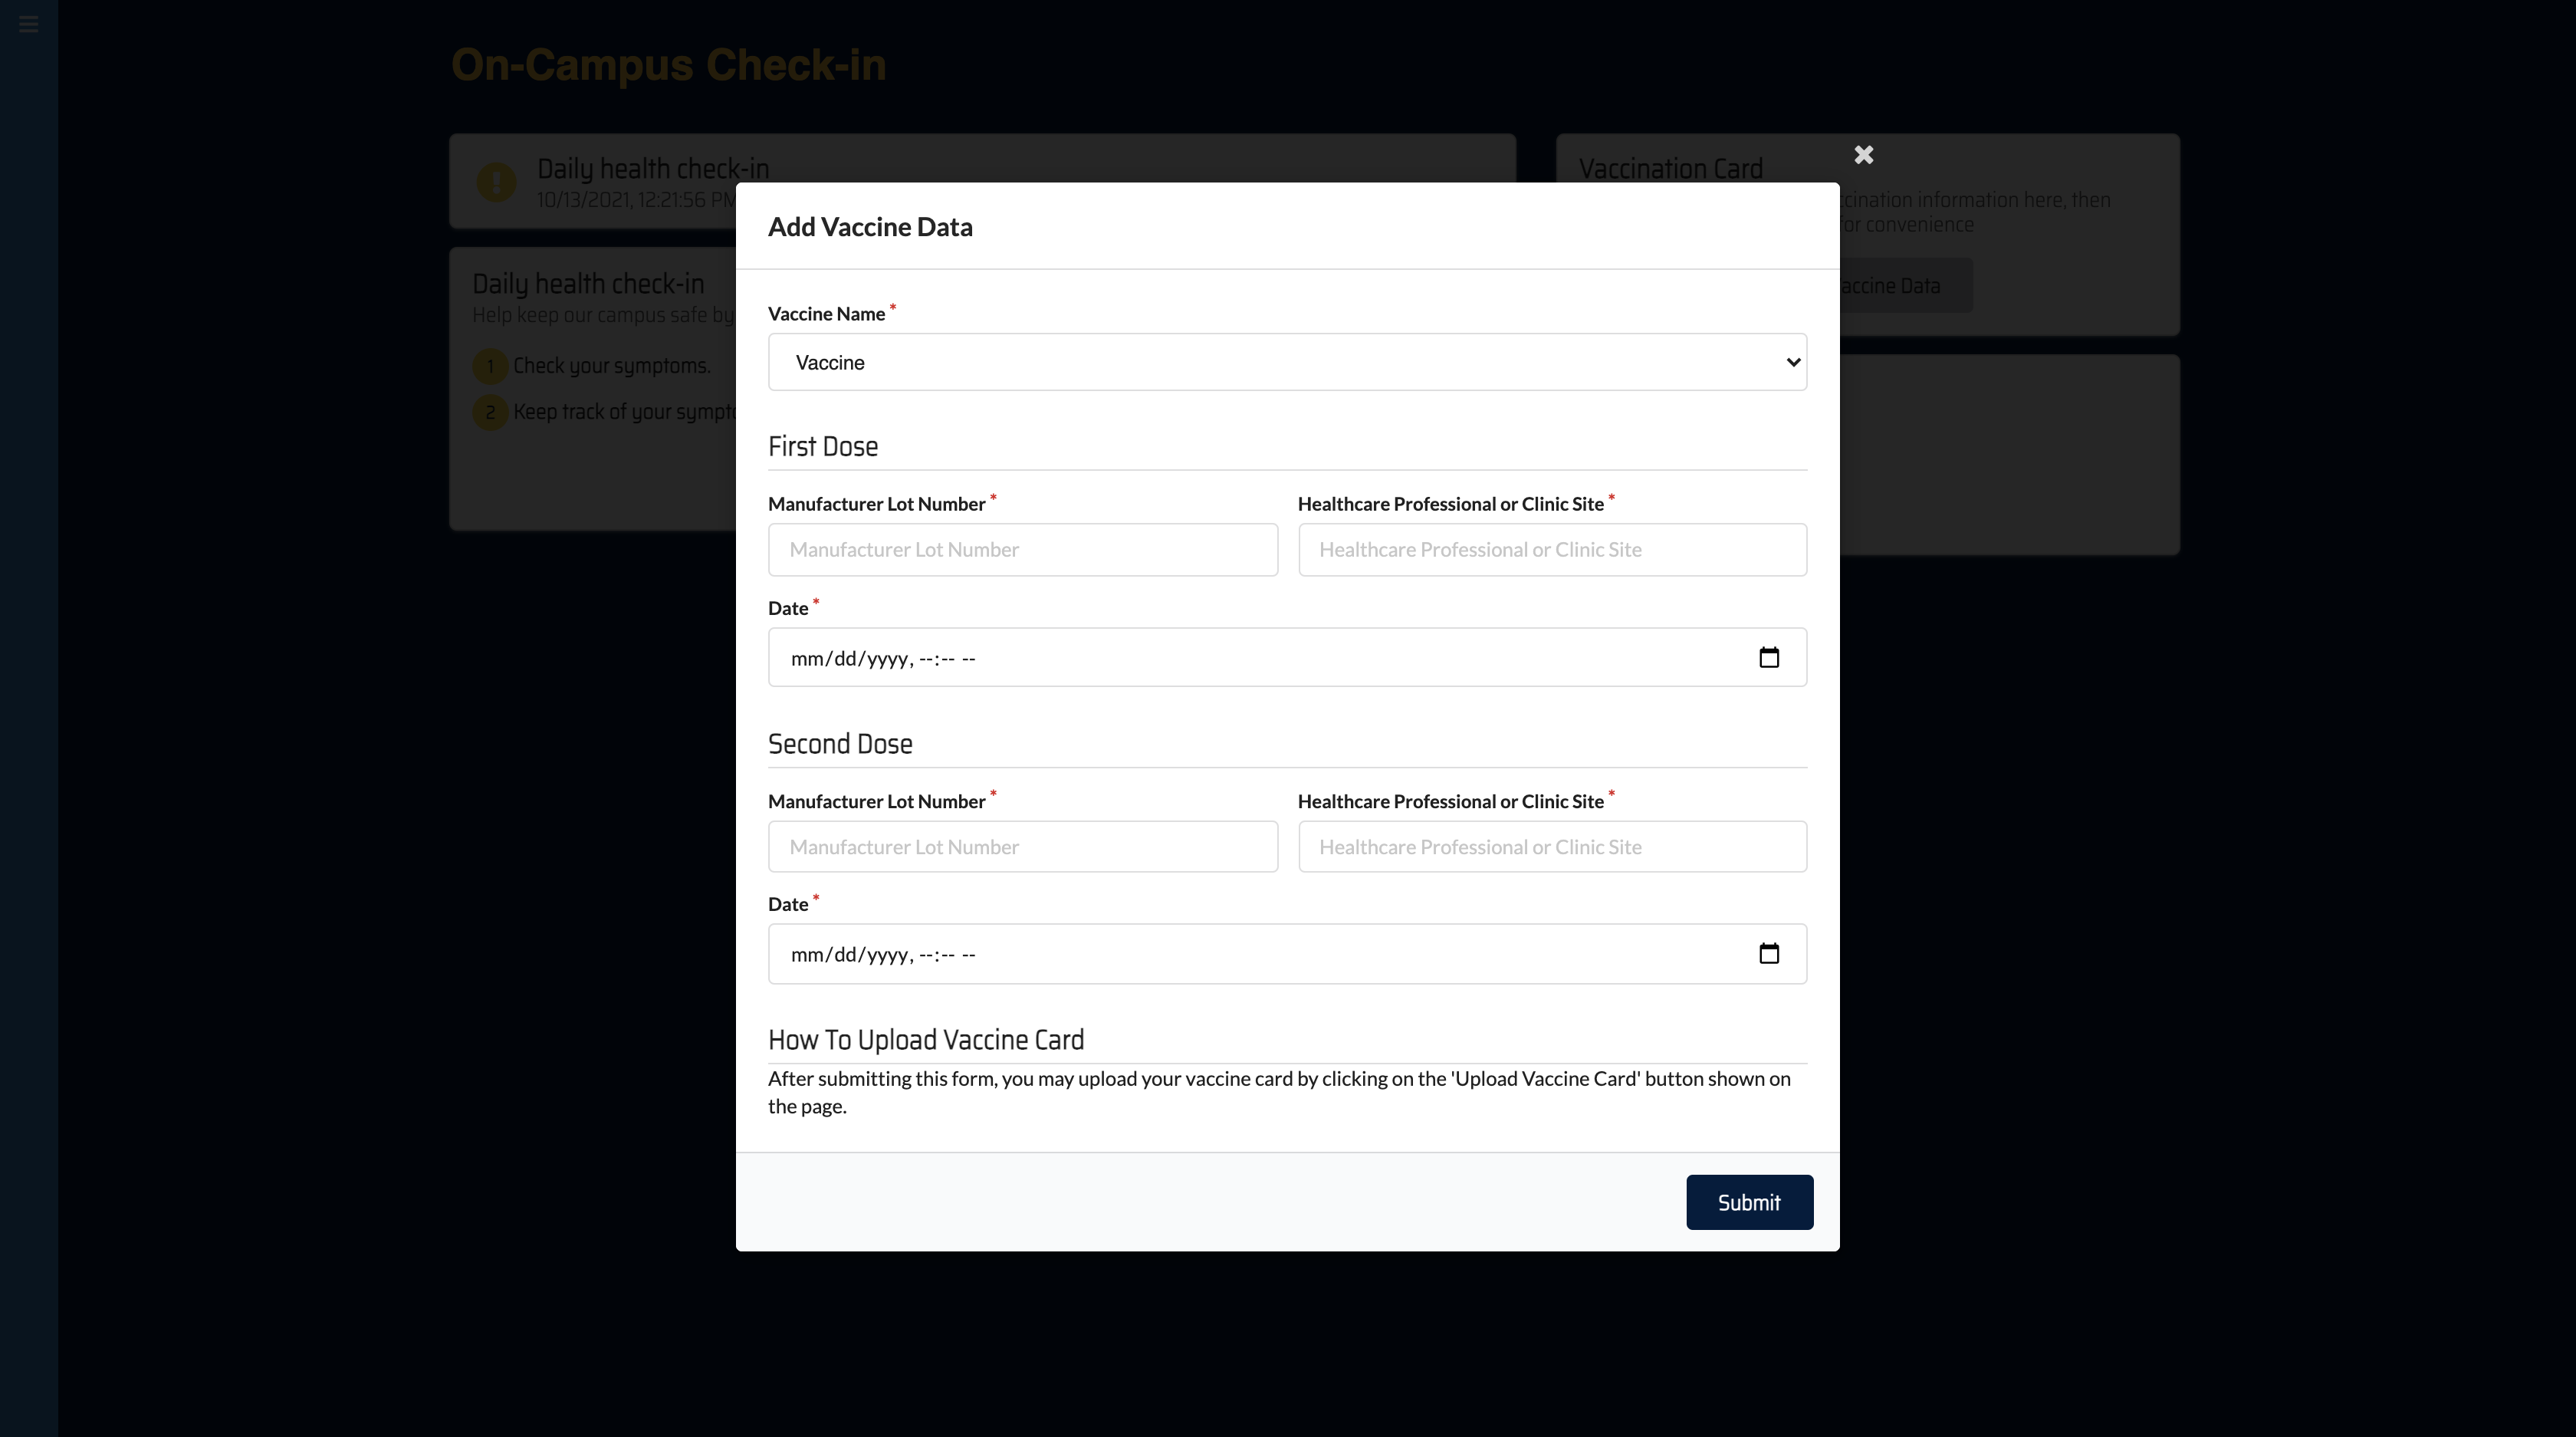 On-Campus Check-in
Daily health check-in
10/13/2021, 12:21:56 PM
Daily health check-in
Help keep our campus safe by
1 Check your symptoms.
2 Keep track of your
Vaccination Card
information here, then
for convenience
Data
Add Vaccine Data
Vaccine Name *
Vaccine
First Dose
Manufacturer Lot Number * Healthcare Professional or Clinic Site *
Manufacturer Lot Number Healthcare Professional or Clinic Site
Date *
mm/dd/yyyy, --:-- --
Second Dose
Manufacturer Lot Number * Healthcare Professional or Clinic Site *
Manufacturer Lot Number Healthcare Professional or Clinic Site
Date *
mm/dd/yyyy, --:-- --
How To Upload Vaccine Card
After submitting this form, you may upload your vaccine card by clicking on the 'Upload Vaccine Card' button shown on
the page.
Submit